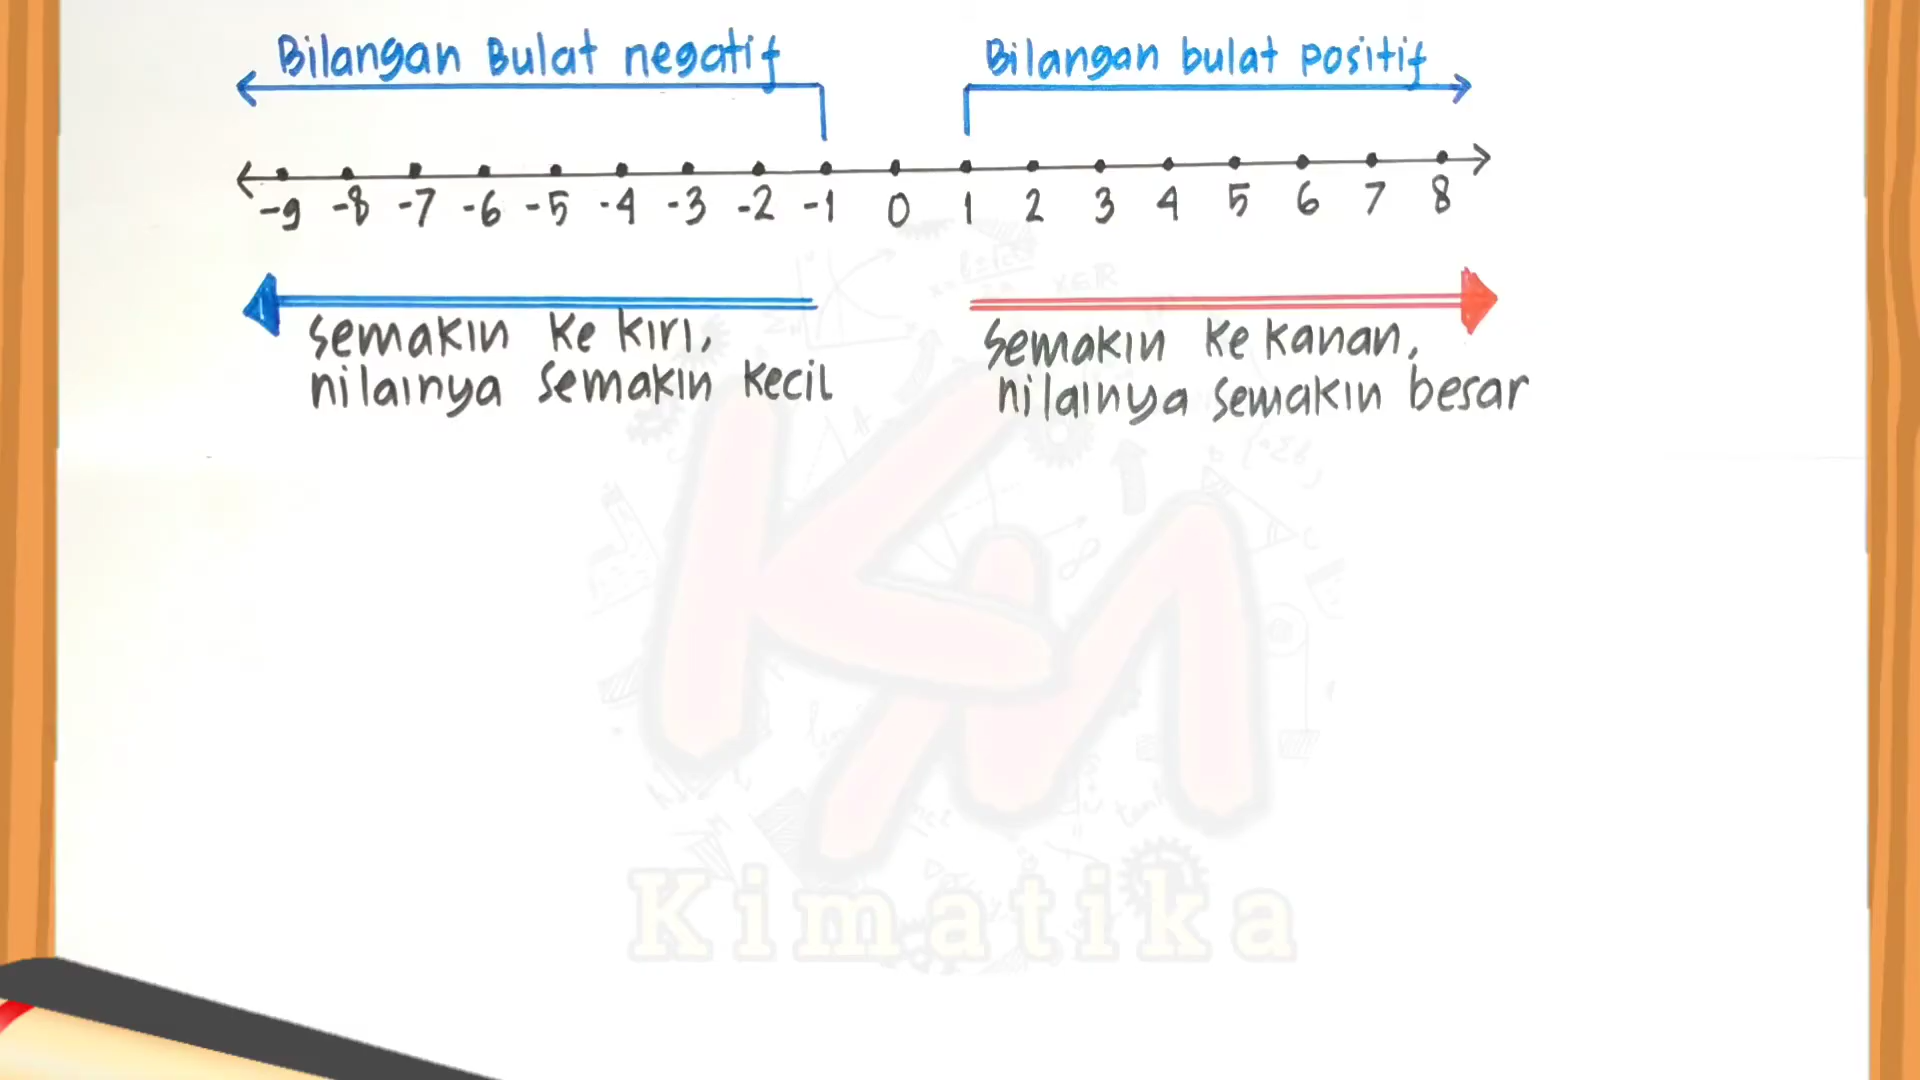 Bilangan Bulat negatif
Bilangan bulat positif
-9 -8 -7 -6 -5 -4 -3 -2 -1 0 1 2 3 4 5 6 7 8
semakin ke kiri,
nilainya semakin kecil
semakin ke kanan,
nilainya semakin besar
KM
Kimatika